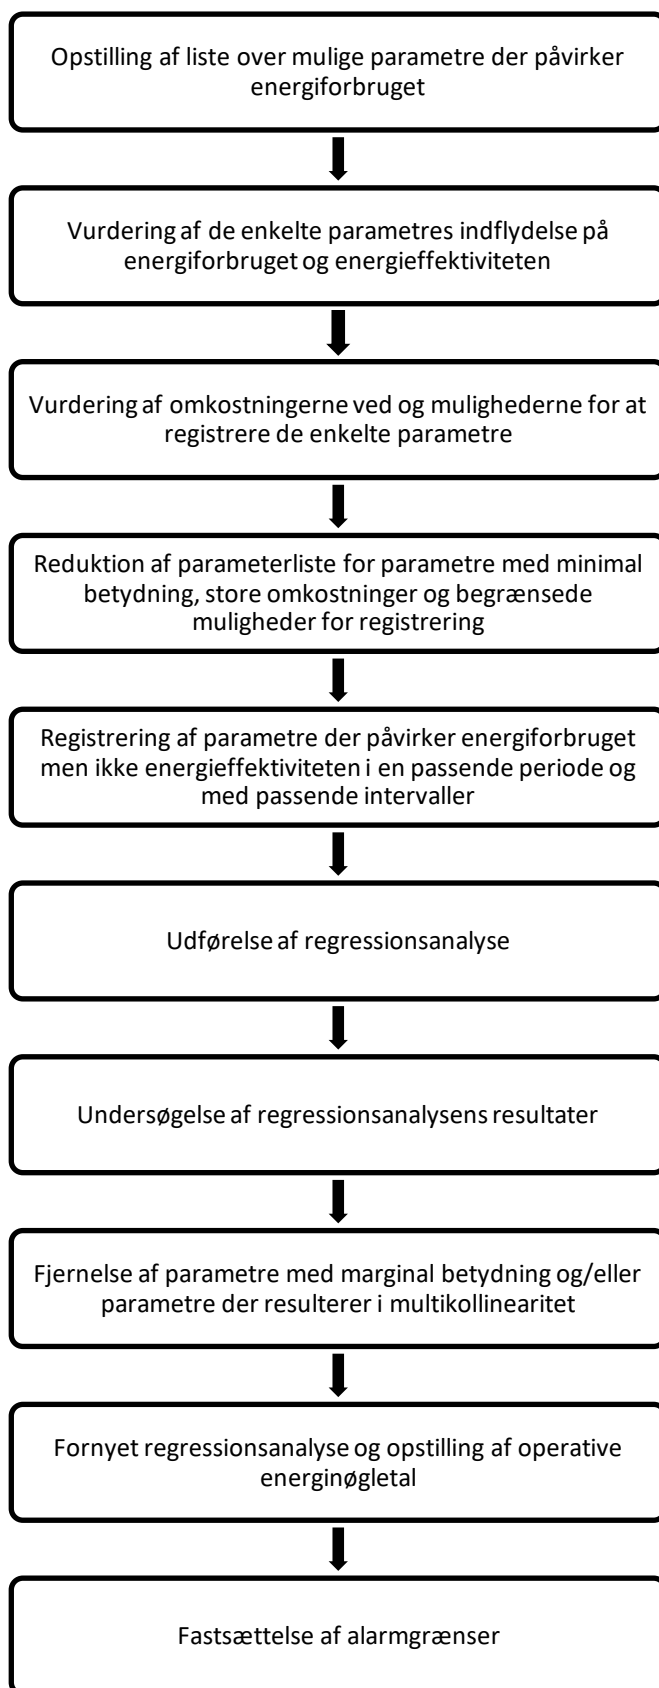 Opstilling af liste over mulige parametre der påvirker
energiforbruget
Vurdering af de enkelte parametres indflydelse på
energiforbruget og energieffektiviteten
Vurdering af omkostningerne ved og mulighederne for at
registrere de enkelte parametre
Reduktion af parameterliste for parametre med minimal
betydning, store omkostninger og begrænsede
muligheder for registrering
Registrering af parametre der påvirker energiforbruget
men ikke energieffektiviteten i en passende periode og
med passende intervaller
Udførelse af regressionsanalyse
Undersøgelse af regressionsanalysens resultater
Fjernelse af parametre med marginal betydning og/eller
parametre der resulterer i multikollinearitet
Fornyet regressionsanalyse og opstilling af operative
energinøgletal
Fastsættelse af alarmgrænser